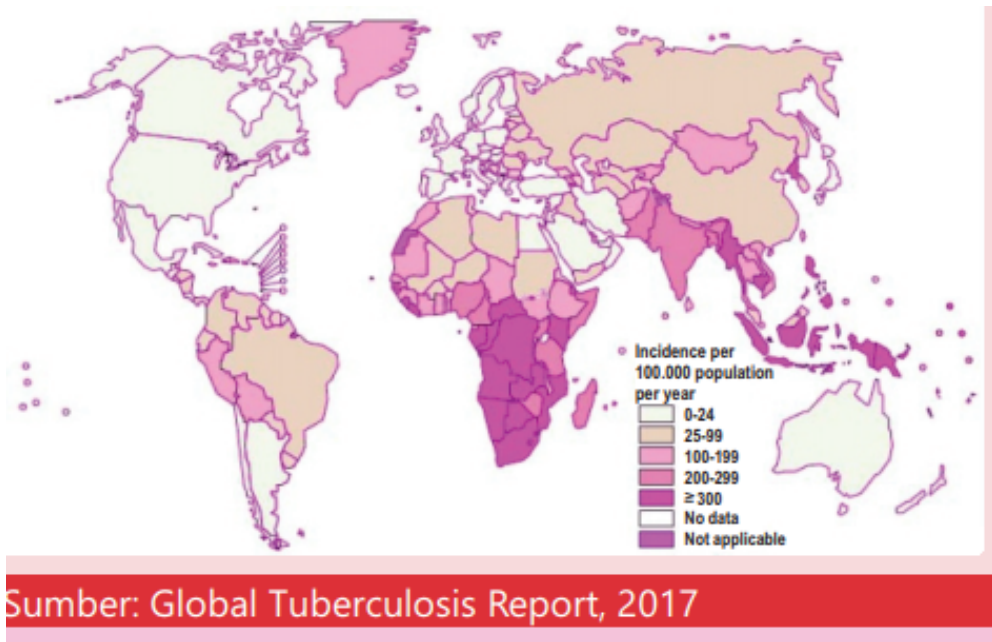 Incidence per
100.000 population
per year
0-24
25-99
100-199
200-299
≥ 300
No data
Not applicable
Sumber: Global Tuberculosis Report, 2017